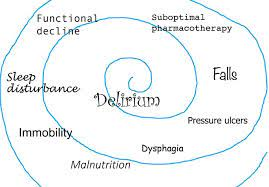 Functional
decline
Suboptimal
pharmacotherapy
Sleep
disturbance
Falls
Delirium
Pressure ulcers
Immobility
Dysphagia
Malnutrition